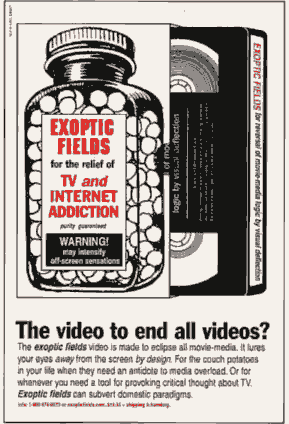 EXOPTIC
FIELDS
for the relief of
TV and
INTERNET
ADDICTION
purity guaranteed
WARNING!
may intensify
off-screen sensations
logic by visual deflection
EXOPTIC FIELDS for reversal of movie-media logic by visual deflection
The video to end all videos?
The exoptic fields video is made to eclipse all movie-media. It lures
your eyes away from the screen by design. For the couch potatoes
in your life when they need an antidote to media overload. Or for
whenever you need a tool for provoking critical thought about TV.
Exoptic fields can subvert domestic paradigms.